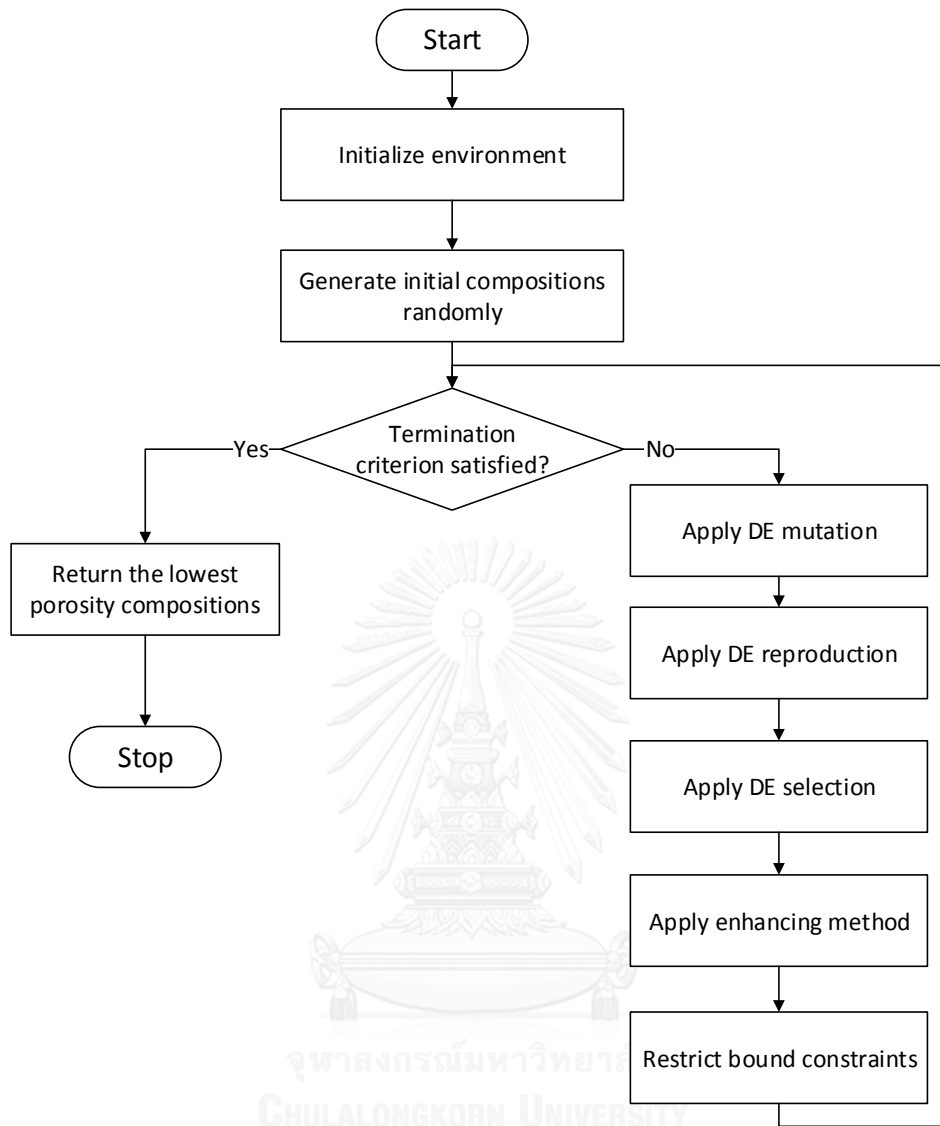 Start
Initialize environment
Generate initial compositions
randomly
Termination
criterion satisfied?
Yes
No
Return the lowest
porosity compositions
Stop
Apply DE mutation
Apply DE reproduction
Apply DE selection
Apply enhancing method
Restrict bound constraints
จุฬาลงกรณ์มหาวิทยาลั
CHULALONGKORN UNIVERSITY